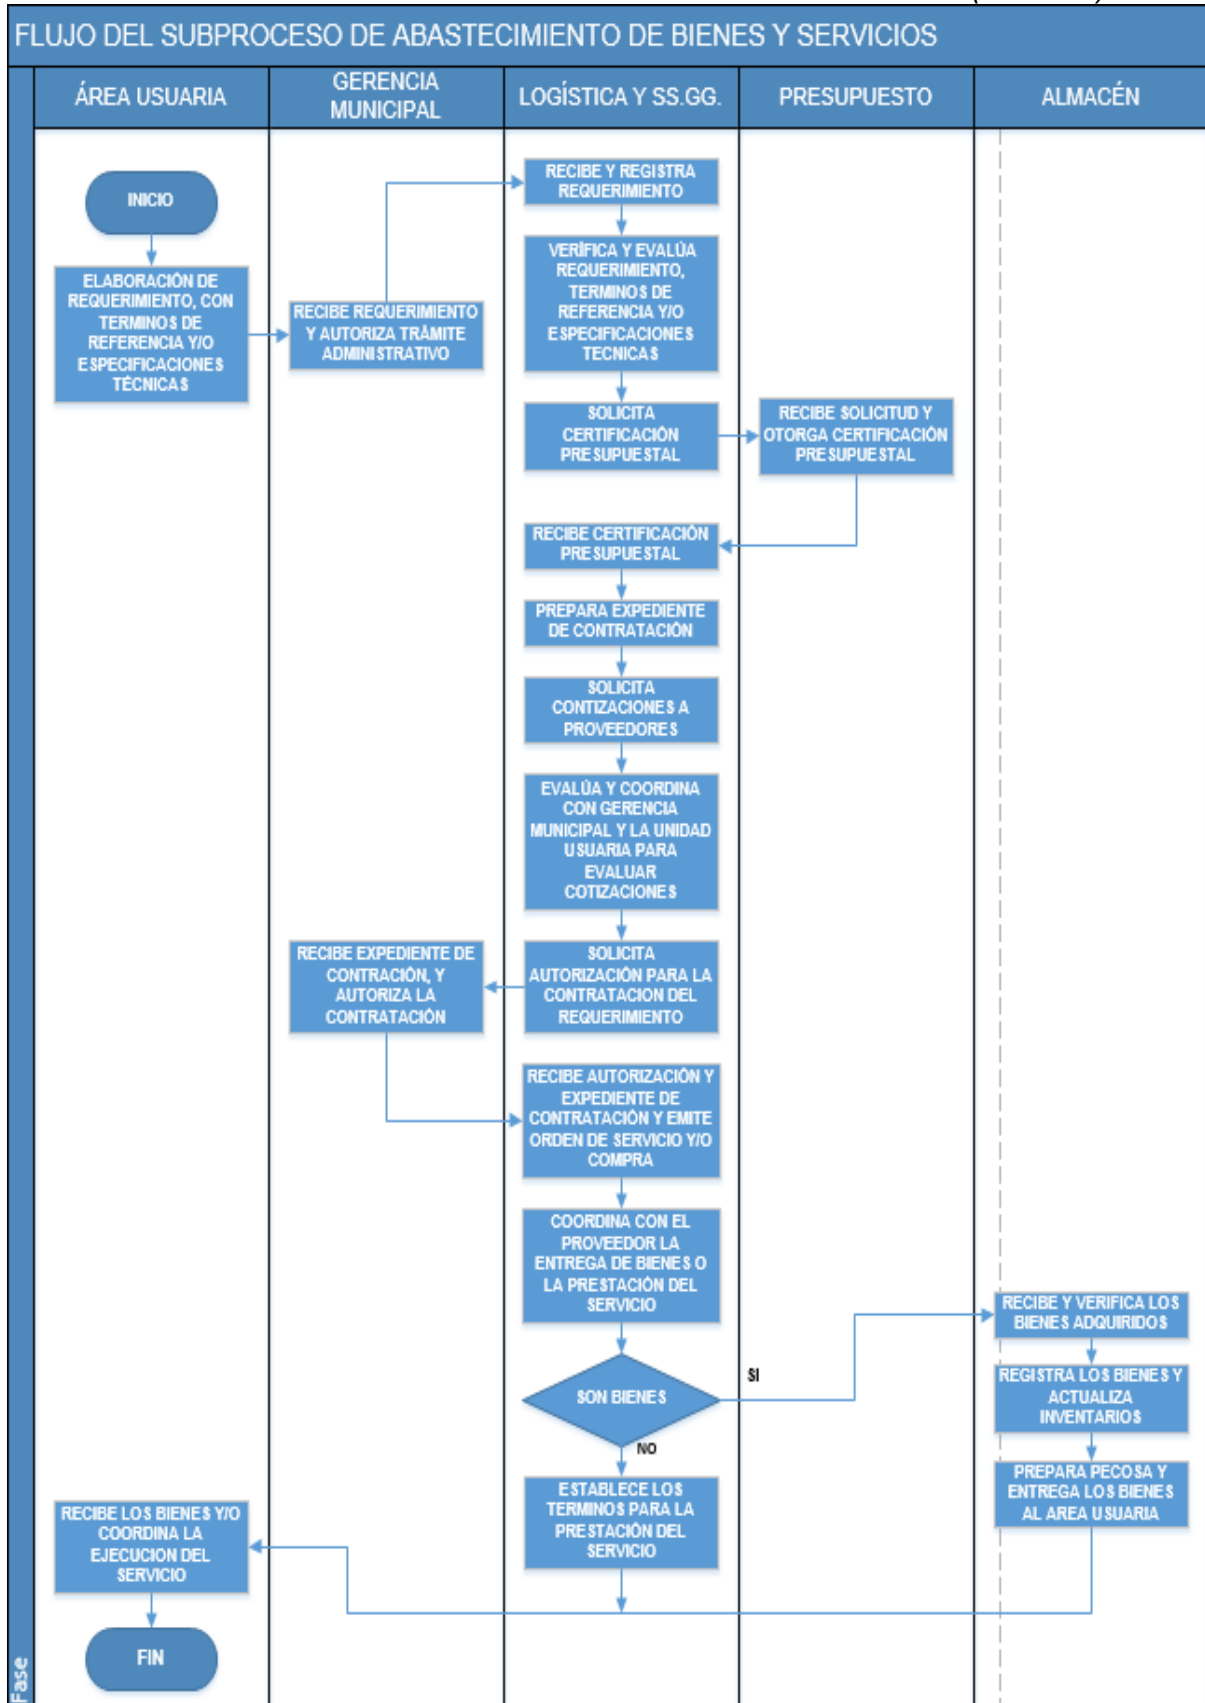 FLUJO DEL SUBPROCESO DE ABASTECIMIENTO DE BIENES Y SERVICIOS
ÁREA USUARIA
GERENCIA
MUNICIPAL
LOGÍSTICA Y SS.GG.
PRESUPUESTO
ALMACÉN
INICIO
ELABORACIÓN DE
REQUERIMIENTO, CON
TERMINOS DE
REFERENCIA Y/O
ESPECIFICACIONES
TÉCNICAS
RECIBE REQUERIMIENTO
Y AUTORIZA TRÁMITE
ADMINISTRATIVO
RECIBE Y REGISTRA
REQUERIMIENTO
VERÍFICA Y EVALÚA
REQUERIMIENTO,
TERMINOS DE
REFERENCIA Y/O
ESPECIFICACIONES
TECNICAS
SOLICITA
CERTIFICACIÓN
PRESUPUESTAL
RECIBE SOLICITUD Y
OTORGA CERTIFICACIÓN
PRESUPUESTAL
RECIBE CERTIFICACIÓN
PRESUPUESTAL
PREPARA EXPEDIENTE
DE CONTRATACIÓN
SOLICITA
CONTIZACIONES A
PROVEEDORES
EVALÚA Y COORDINA
CON GERENCIA
MUNICIPAL Y LA UNIDAD
USUARIA PARA
EVALUAR
COTIZACIONES
SOLICITA
AUTORIZACIÓN PARA LA
CONTRATACION DEL
REQUERIMIENTO
RECIBE EXPEDIENTE DE
CONTRACIÓN, Y
AUTORIZA LA
CONTRATACIÓN
RECIBE AUTORIZACIÓN Y
EXPEDIENTE DE
CONTRATACIÓN Y EMITE
ORDEN DE SERVICIO Y/O
COMPRA
COORDINA CON EL
PROVEEDOR LA
ENTREGA DE BIENES O
LA PRESTACIÓN DEL
SERVICIO
SON BIENES
SI
NO
RECIBE Y VERIFICA LOS
BIENES ADQUIRIDOS
REGISTRA LOS BIENES Y
ACTUALIZA
INVENTARIOS
PREPARA PECOSA Y
ENTREGA LOS BIENES
AL AREA USUARIA
ESTABLECE LOS
TERMINOS PARA LA
PRESTACIÓN DEL
SERVICIO
RECIBE LOS BIENES Y/O
COORDINA LA
EJECUCION DEL
SERVICIO
FIN
Fase